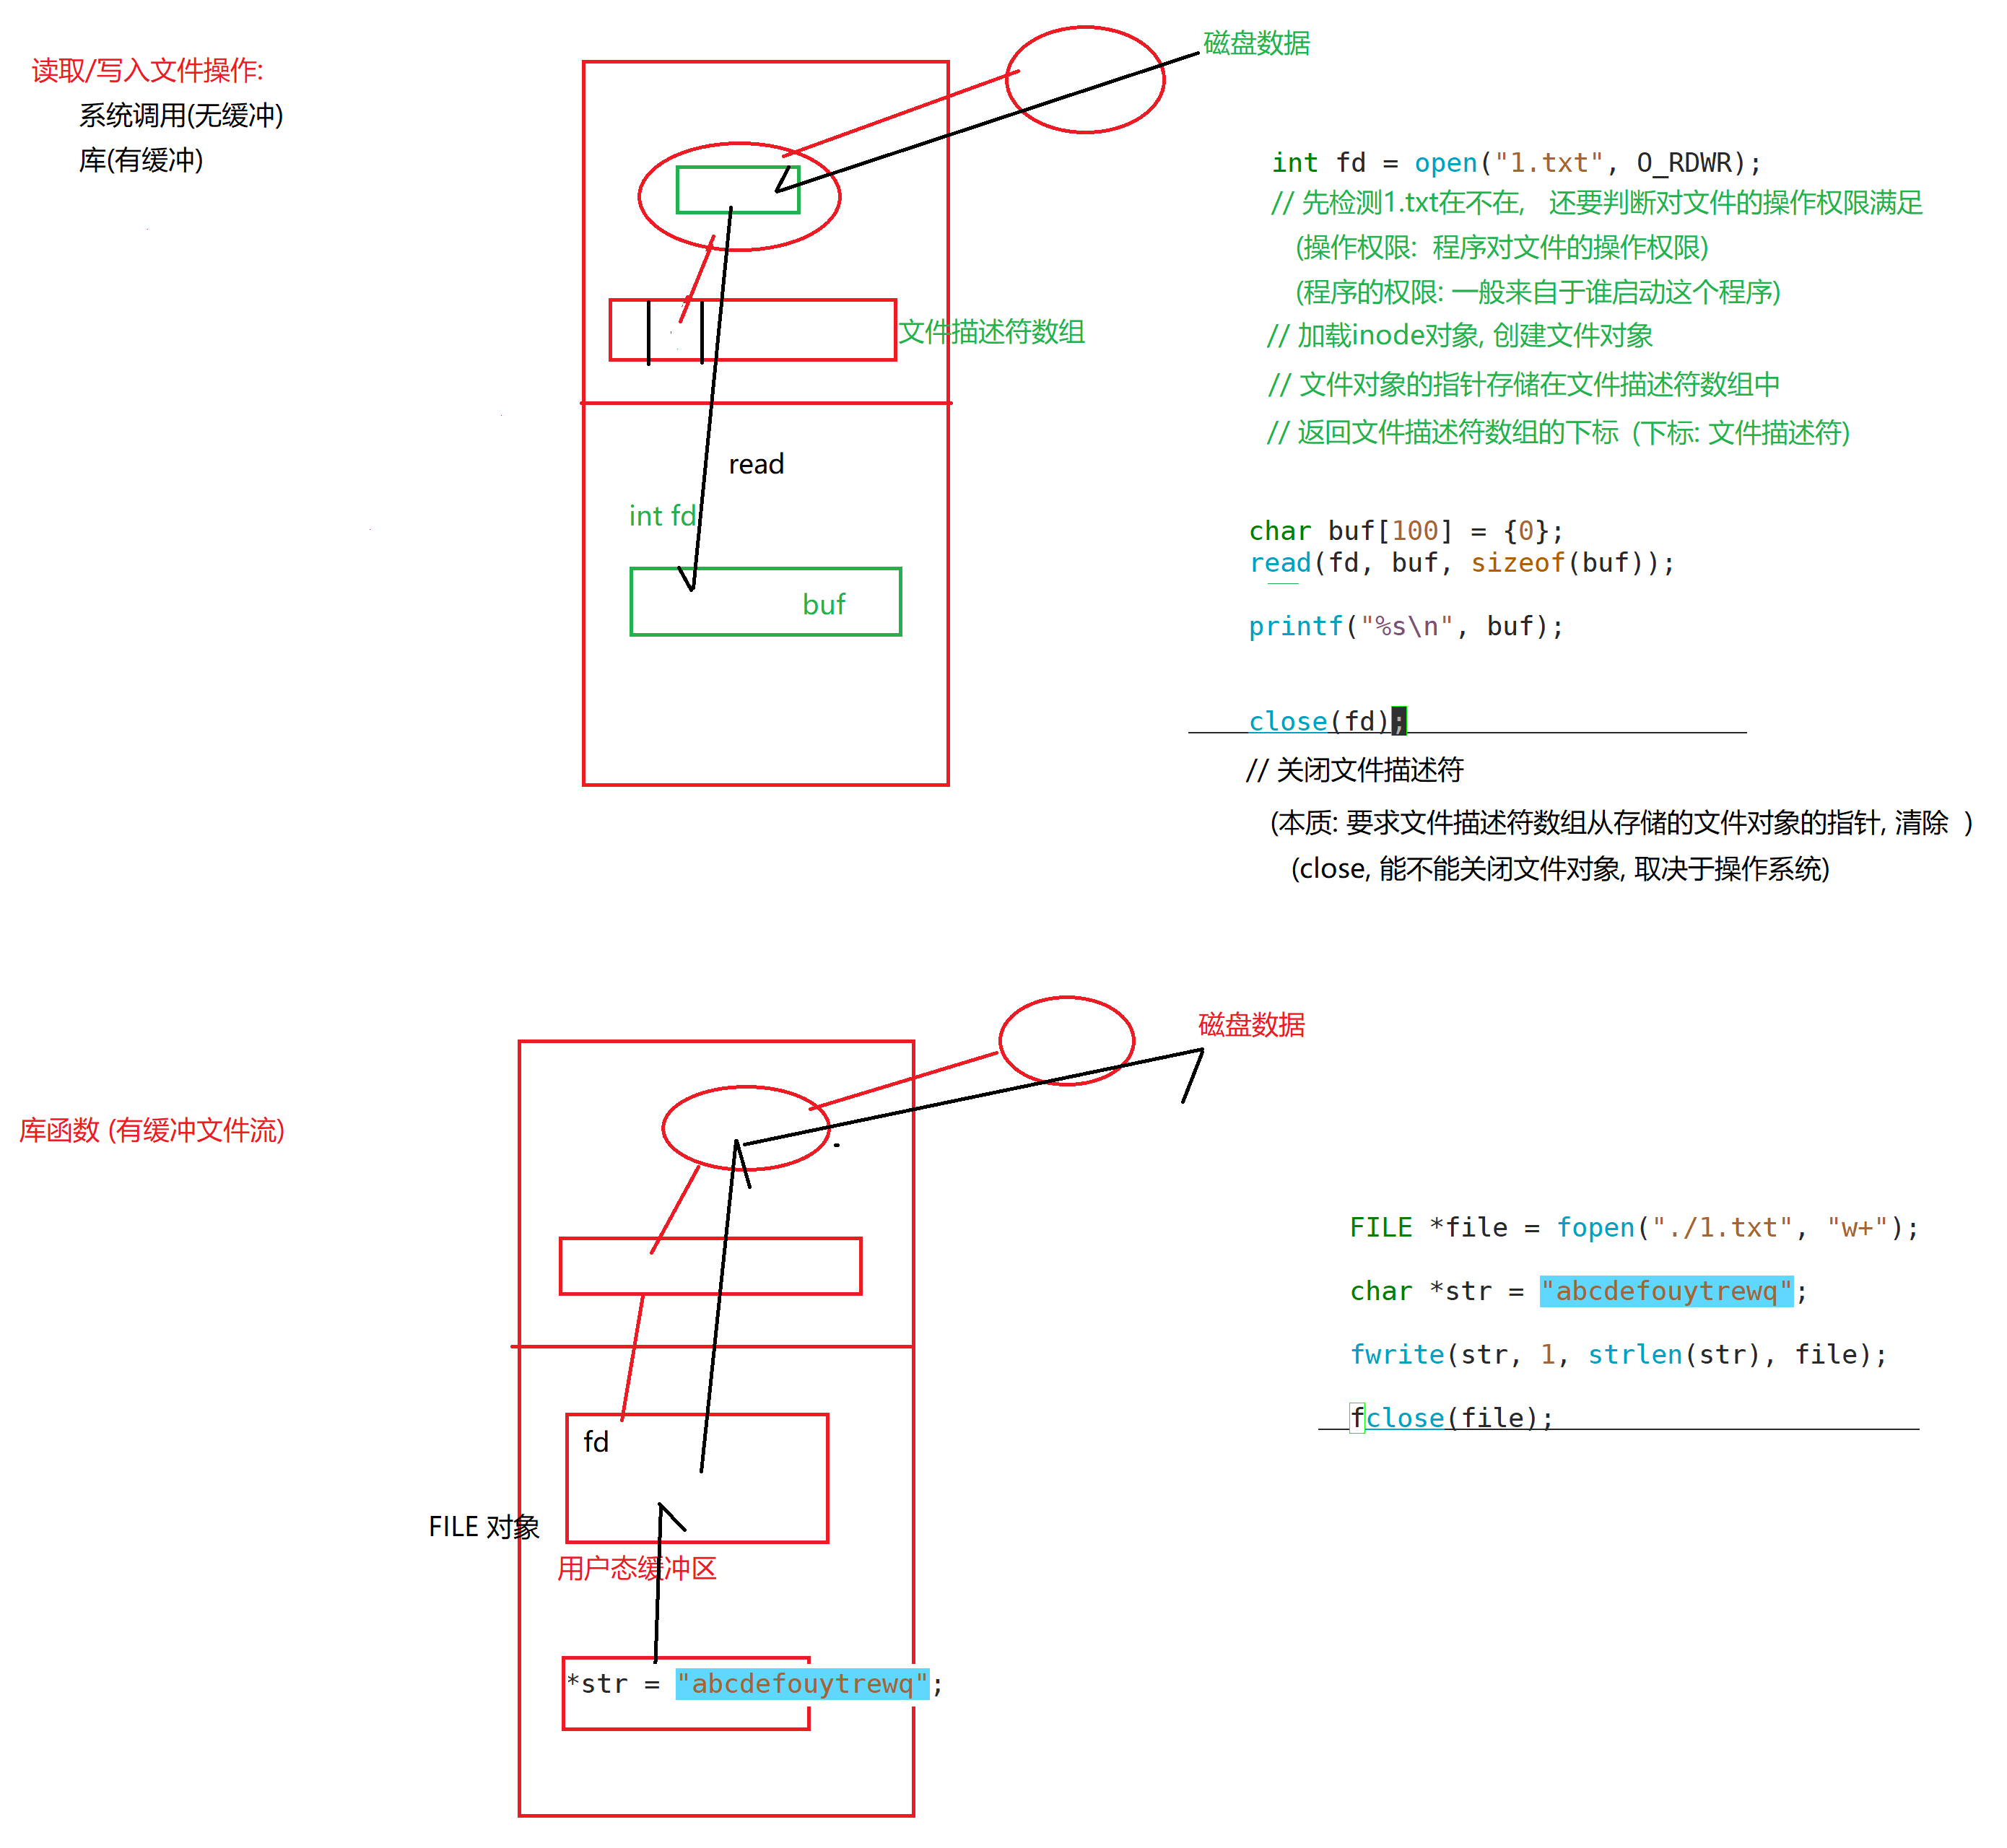 读取/写入文件操作:
系统调用(无缓冲)
库(有缓冲)
磁盘数据
文件描述符数组
read
int fd
buf
int fd = open("1.txt", O_RDWR);
// 先检测1.txt在不在,   还要判断对文件的操作权限满足
(操作权限:  程序对文件的操作权限)
(程序的权限: 一般来自于谁启动这个程序)
// 加载inode对象, 创建文件对象
// 文件对象的指针存储在文件描述符数组中
// 返回文件描述符数组的下标  (下标: 文件描述符)
char buf[100] = {0};
read(fd, buf, sizeof(buf));
printf("%s\n", buf);
close(fd);
// 关闭文件描述符
(本质: 要求文件描述符数组从存储的文件对象的指针, 清除  )
(close, 能不能关闭文件对象, 取决于操作系统)
库函数 (有缓冲文件流)
磁盘数据
fd
FILE 对象
用户态缓冲区
*str = "abcdefouytrewq";
FILE *file = fopen("./1.txt", "w+");
char *str = "abcdefouytrewq";
fwrite(str, 1, strlen(str), file);
fclose(file);